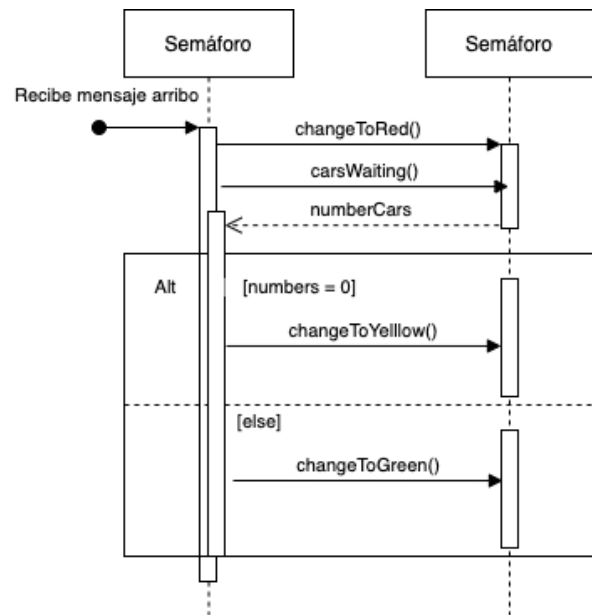 Semáforo
Semáforo
Recibe mensaje arribo
changeToRed()
carsWaiting()
numberCars
Alt
[numbers = 0]
changeToYelllow()
[else]
changeToGreen()